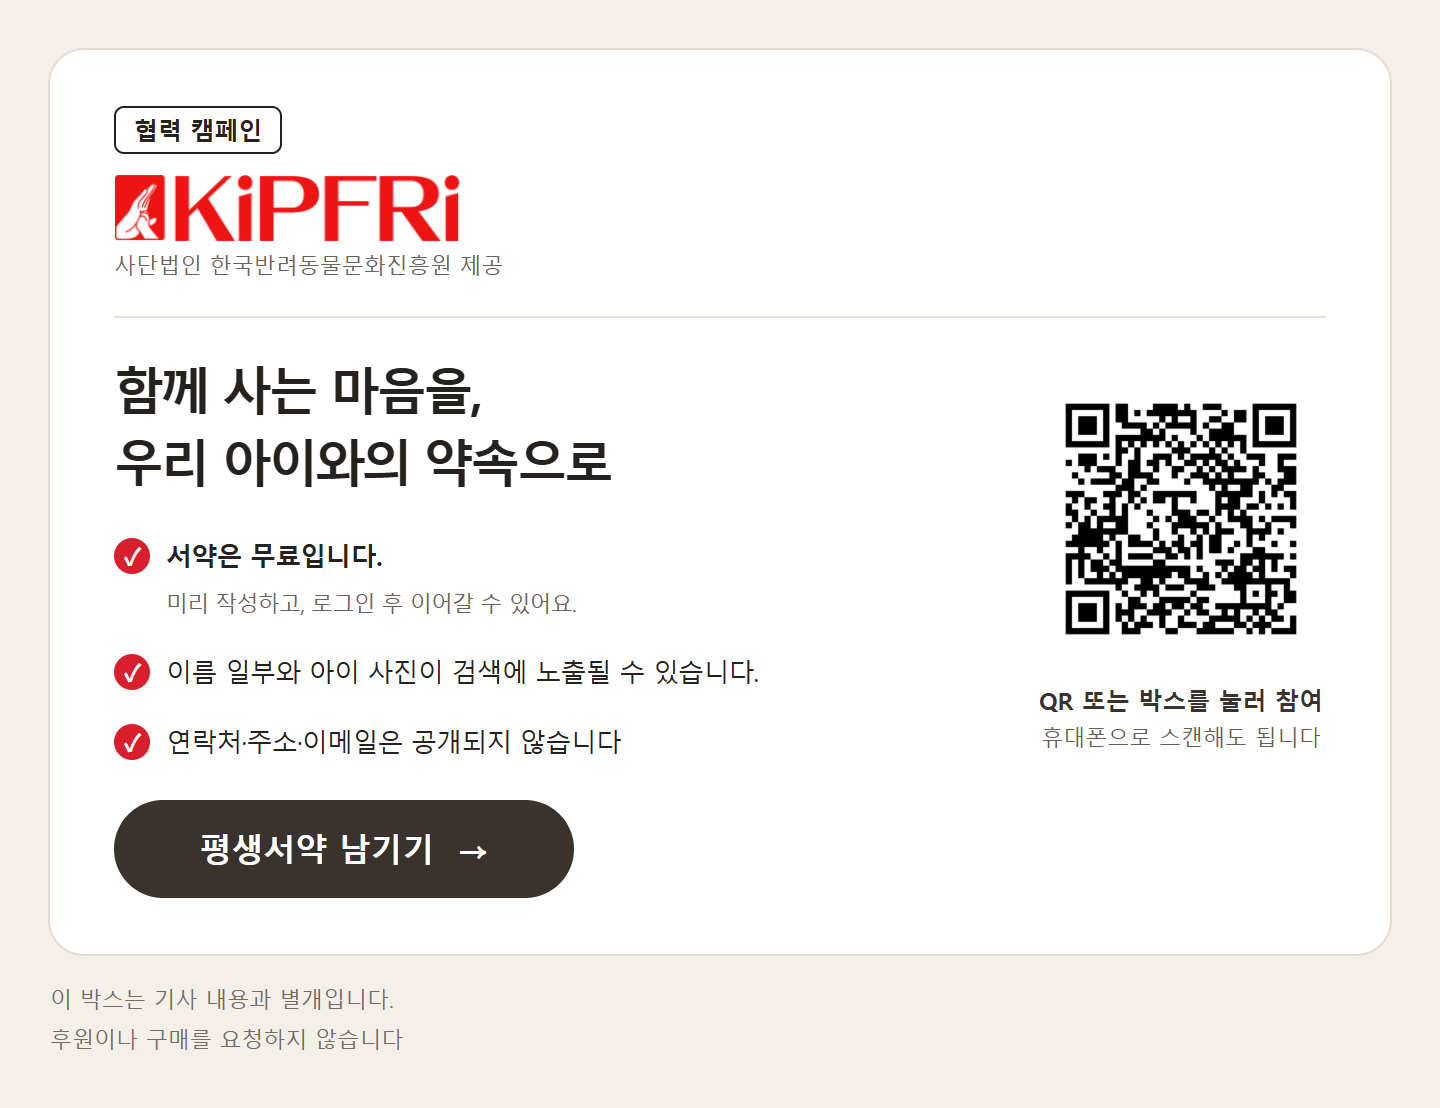 협력 캠페인
KiPFRi
사단법인 한국반려동물문화진흥원 제공
함께 사는 마음을,
우리 아이와의 약속으로
서약은 무료입니다.
미리 작성하고, 로그인 후 이어갈 수 있어요.
이름 일부와 아이 사진이 검색에 노출될 수 있습니다.
연락처·주소·이메일은 공개되지 않습니다
평생서약 남기기 →
QR 또는 박스를 눌러 참여
휴대폰으로 스캔해도 됩니다
이 박스는 기사 내용과 별개입니다.
후원이나 구매를 요청하지 않습니다